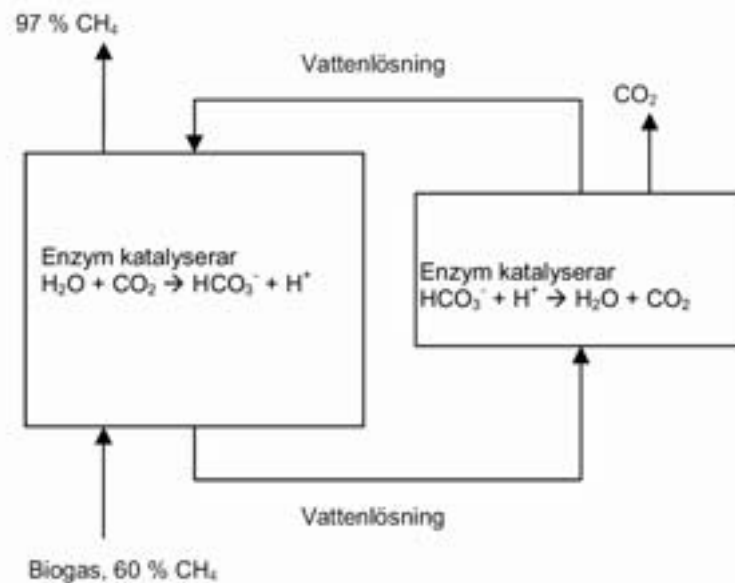 97 % CH₄
Vattenlösning
CO₂
Enzym katalyserar
H₂O + CO₂ → HCO₃⁻ + H⁺
Enzym katalyserar
HCO₃⁻ + H⁺ → H₂O + CO₂
Vattenlösning
Biogas, 60 % CH₄